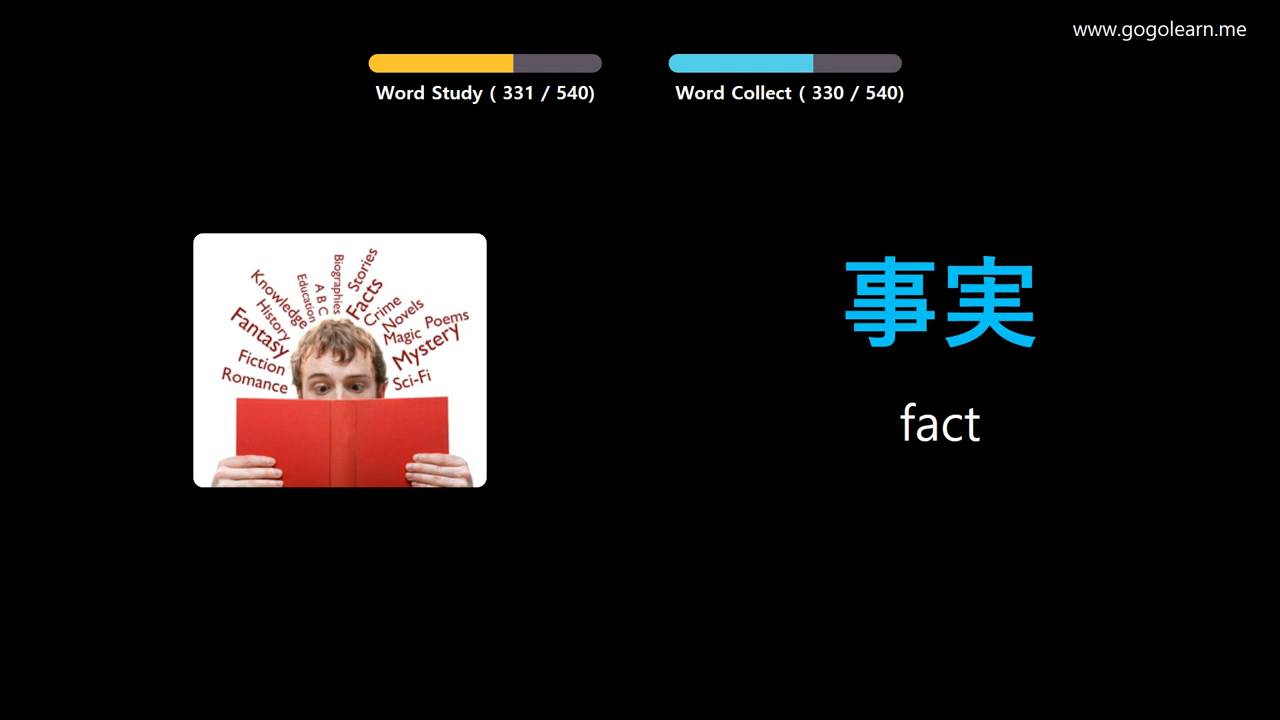 www.gogolearn.me
Word Study ( 331 / 540)
Word Collect ( 330 / 540)
Knowledge
History
Fantasy
Fiction
Romance
Education
A B C
Biographies
Stories
Facts
Crime
Novels
Magic
Poems
Mystery
Sci-Fi
事実
fact